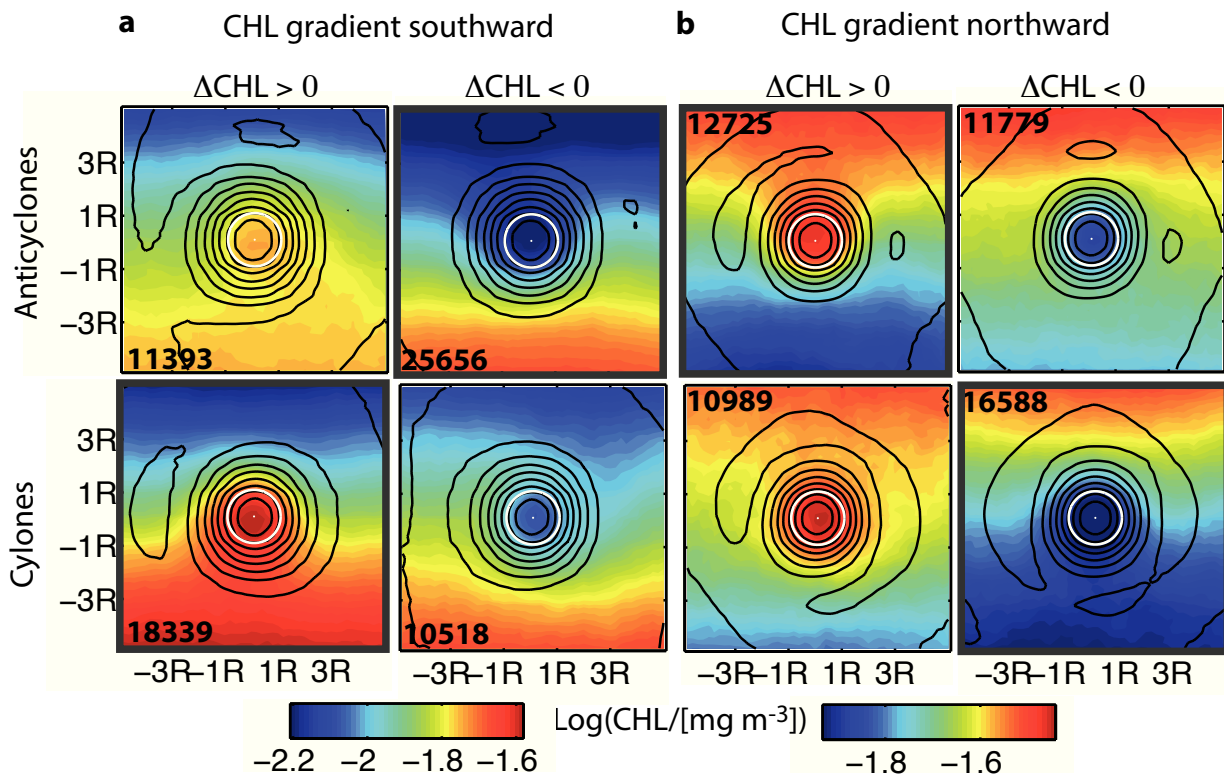 a CHL gradient southward b CHL gradient northward
ΔCHL > 0 ΔCHL < 0 ΔCHL > 0 ΔCHL < 0
Anticyclones
3R
1R
−1R
−3R
11393
25656
12725
11779
Cylones
3R
1R
−1R
−3R
18339
10518
10989
16588
−3R −1R 1R 3R −3R −1R 1R 3R −3R −1R 1R 3R −3R −1R 1R 3R
Log(CHL/[mg m⁻³])
−2.2 −2 −1.8 −1.6 −1.8 −1.6